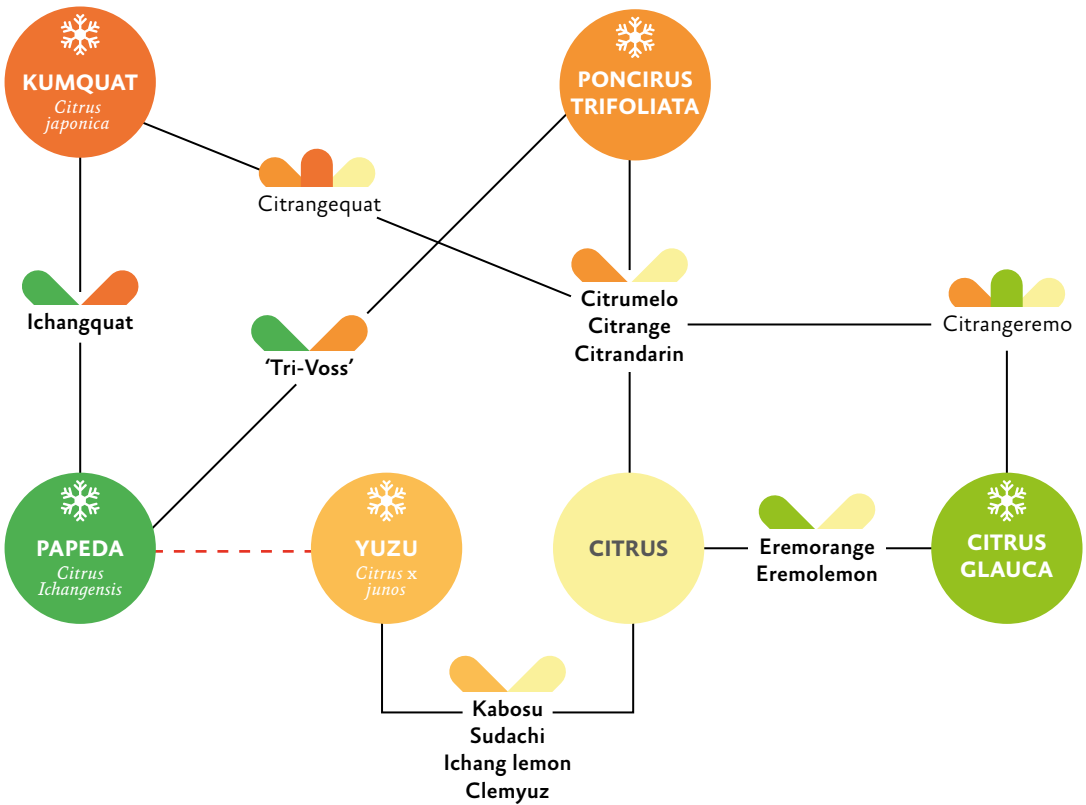 KUMQUAT
Citrus
japonica
PONCIRUS
TRIFOLIATA
Citrangequat
Ichangquat
Citrumelo
Citrange
Citrandarin
Citrangeremo
‘Tri-Voss’
PAPEDA
Citrus
Ichangensis
YUZU
Citrus x
junos
CITRUS
Eremorange
Eremolemon
CITRUS
GLAUCA
Kabosu
Sudachi
Ichang lemon
Clemyuz